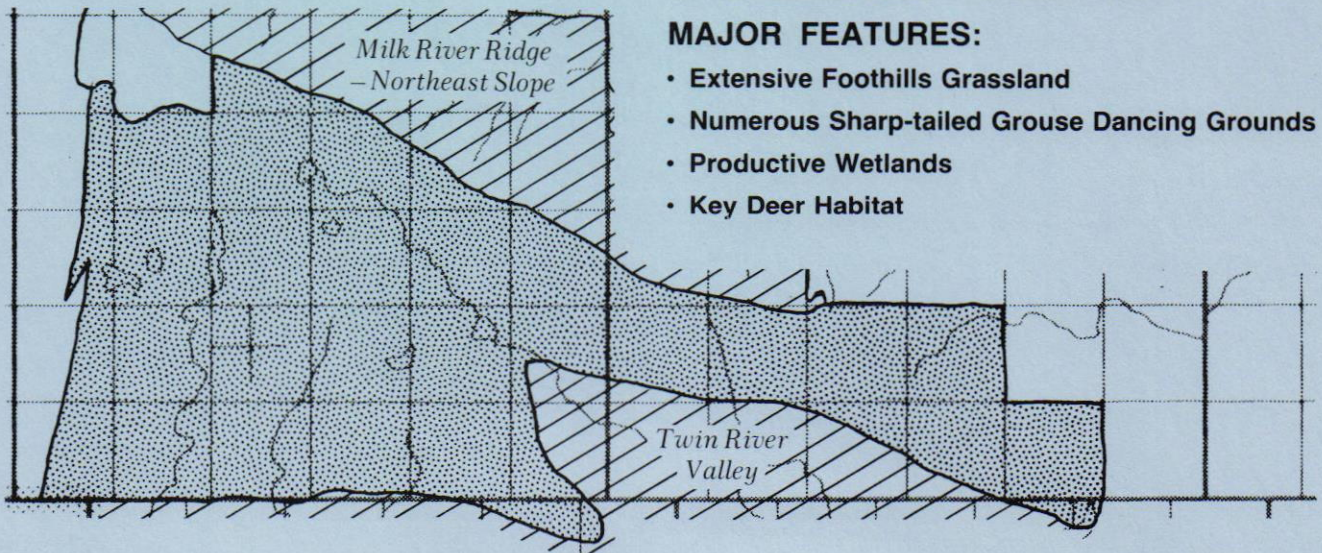 MAJOR FEATURES:
• Extensive Foothills Grassland
• Numerous Sharp-tailed Grouse Dancing Grounds
• Productive Wetlands
• Key Deer Habitat
Milk River Ridge
– Northeast Slope
Twin River
Valley